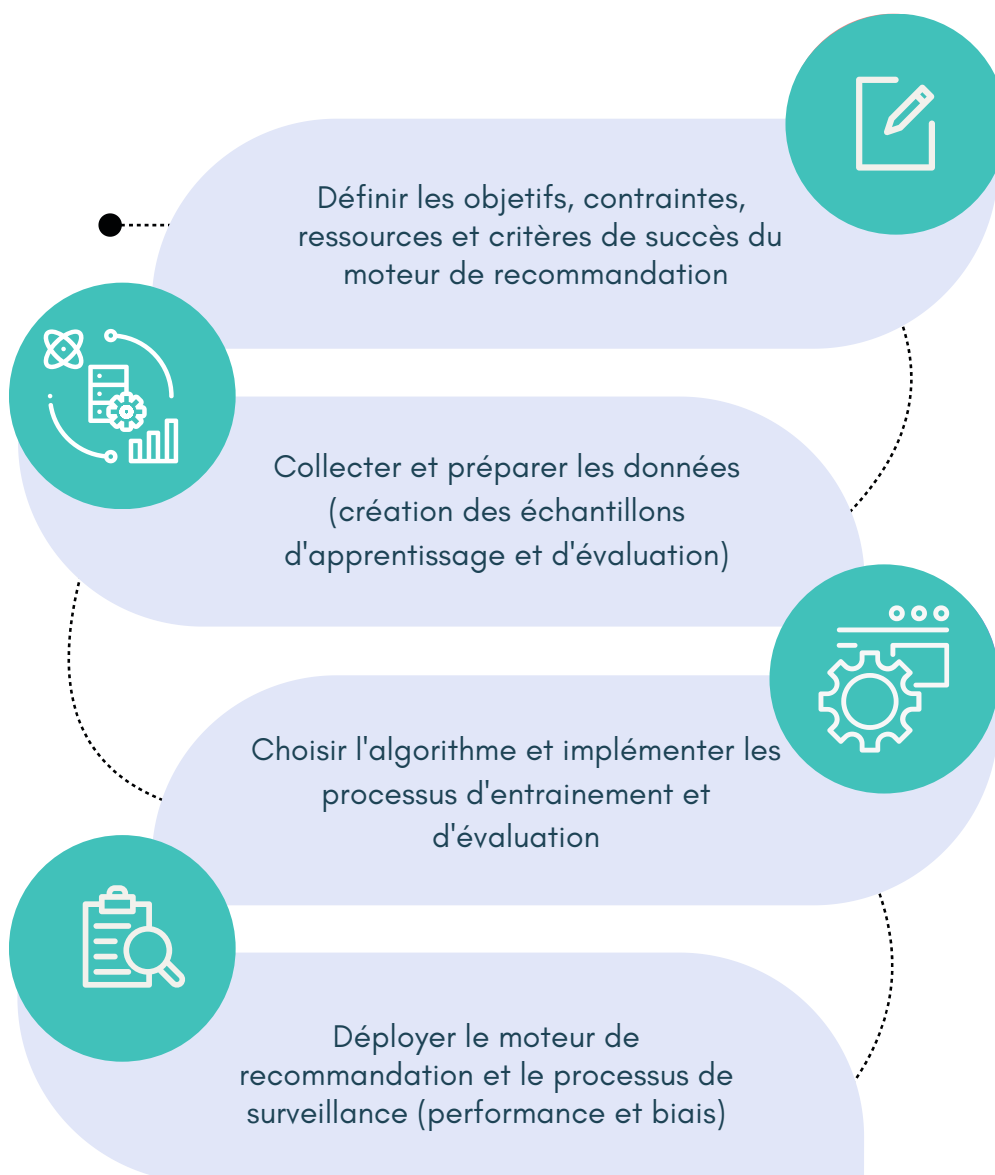 Définir les objetifs, contraintes,
ressources et critères de succès du
moteur de recommandation
Collecter et préparer les données
(création des échantillons
d'apprentissage et d'évaluation)
Choisir l'algorithme et implémenter les
processus d'entrainement et
d'évaluation
Déployer le moteur de
recommandation et le processus de
surveillance (performance et biais)